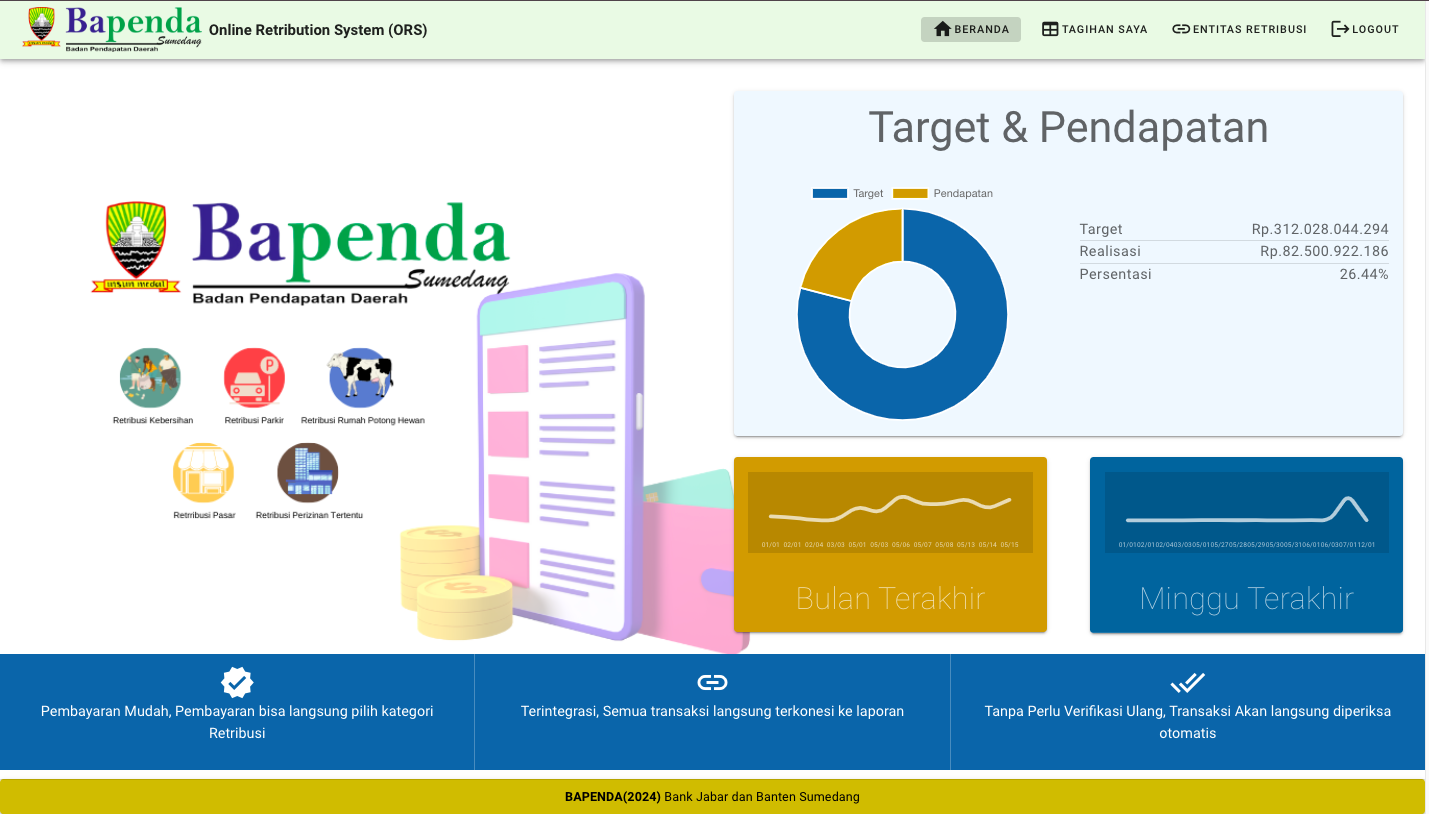 Bapenda
Sumedang
Badan Pendapatan Daerah
Online Retribution System (ORS)
BERANDA
TAGIHAN SAYA
ENTITAS RETRIBUSI
LOGOUT
insun medal
Bapenda
Sumedang
Badan Pendapatan Daerah
Retribusi Kebersihan
P
Retribusi Parkir
Retribusi Rumah Potong Hewan
Retrribusi Pasar
Retribusi Perizinan Tertentu
Target & Pendapatan
Target Pendapatan
Target Rp.312.028.044.294
Realisasi Rp.82.500.922.186
Persentasi 26.44%
01/01 02/01 02/04 03/03 05/01 05/03 05/06 05/07 05/08 05/13 05/14 05/15
Bulan Terakhir
01/0102/0102/0403/0305/0105/2705/2805/2905/3005/3106/0106/0307/0112/01
Minggu Terakhir
Pembayaran Mudah, Pembayaran bisa langsung pilih kategori
Retribusi
Terintegrasi, Semua transaksi langsung terkonesi ke laporan
Tanpa Perlu Verifikasi Ulang, Transaksi Akan langsung diperiksa
otomatis
BAPENDA(2024) Bank Jabar dan Banten Sumedang